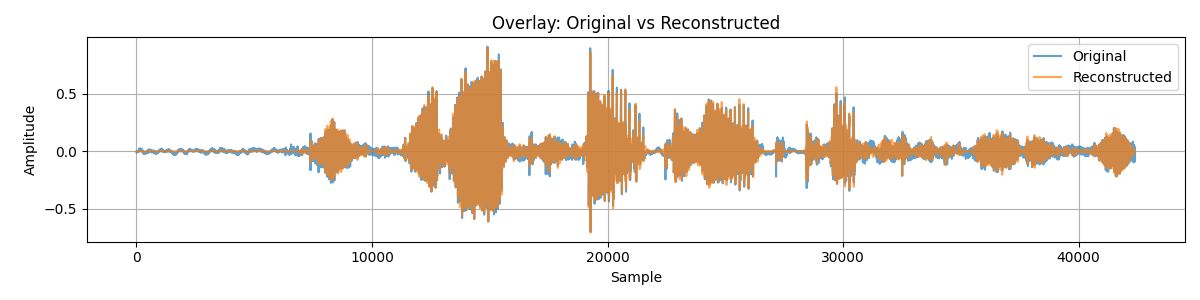 Overlay: Original vs Reconstructed
Original
Reconstructed
Amplitude
0.5
0.0
−0.5
0
10000
20000
30000
40000
Sample